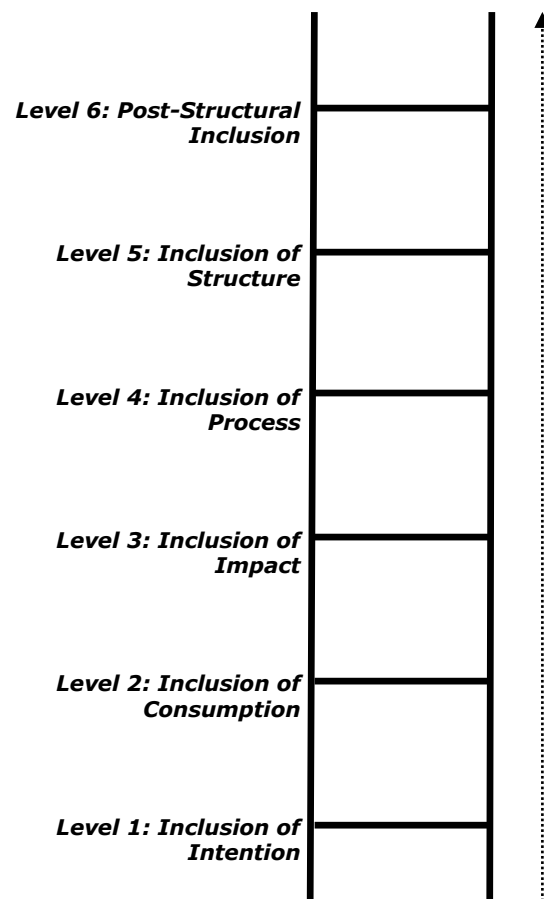 Level 6: Post-Structural
Inclusion
Level 5: Inclusion of
Structure
Level 4: Inclusion of
Process
Level 3: Inclusion of
Impact
Level 2: Inclusion of
Consumption
Level 1: Inclusion of
Intention